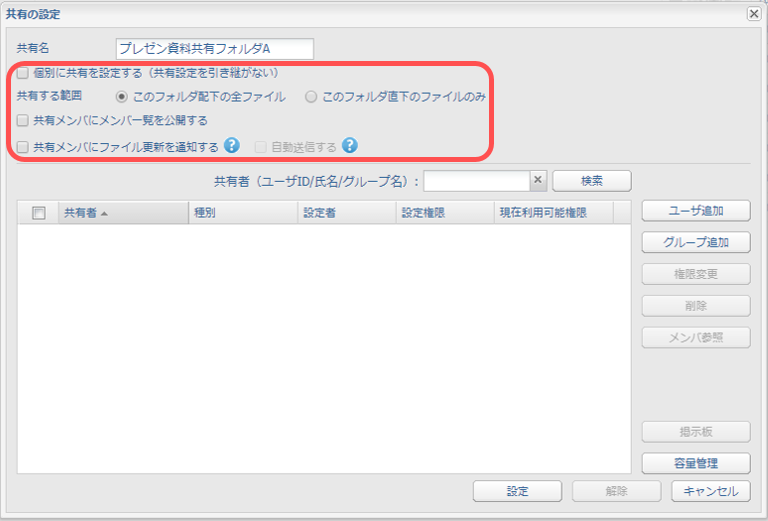 共有の設定
共有名 プレゼン資料共有フォルダA
個別に共有を設定する（共有設定を引き継がない）
共有する範囲 このフォルダ配下の全ファイル このフォルダ直下のファイルのみ
共有メンバにメンバ一覧を公開する
共有メンバにファイル更新を通知する ? 自動送信する ?
共有者（ユーザID/氏名/グループ名）: × 検索
共有者 種別 設定者 設定権限 現在利用可能権限
ユーザ追加
グループ追加
権限変更
削除
メンバ参照
掲示板
容量管理
設定 解除 キャンセル